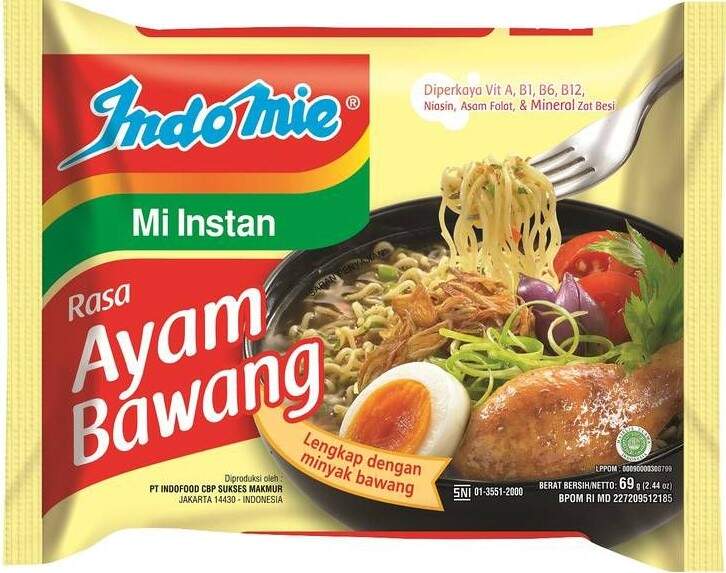 Indomie®
Mi Instan
Rasa
Ayam
Bawang
Diperkaya Vit A, B1, B6, B12,
Niasin, Asam Folat, & Mineral Zat Besi
Lengkap dengan
minyak bawang
Diproduksi oleh :
PT INDOFOOD CBP SUKSES MAKMUR
JAKARTA 14430 - INDONESIA
SNI 01-3551-2000
LPPOM : 00090000300799
BERAT BERSIH/NETTO: 69 g (2.44 oz)
BPOM RI MD 227209512185